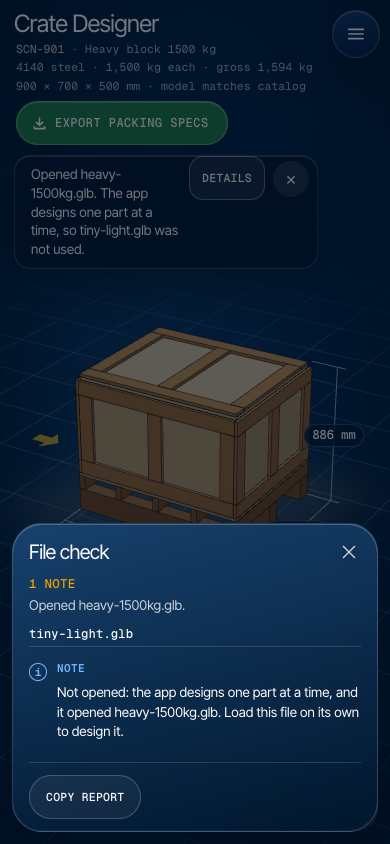 Crate Designer
SCN-901 · Heavy block 1500 kg
4140 steel · 1,500 kg each · gross 1,594 kg
900 × 700 × 500 mm · model matches catalog
EXPORT PACKING SPECS
Opened heavy-
1500kg.glb. The app
designs one part at a
time, so tiny-light.glb was
not used.
DETAILS
886 mm
File check
1 NOTE
Opened heavy-1500kg.glb.
tiny-light.glb
NOTE
Not opened: the app designs one part at a time, and
it opened heavy-1500kg.glb. Load this file on its own
to design it.
COPY REPORT